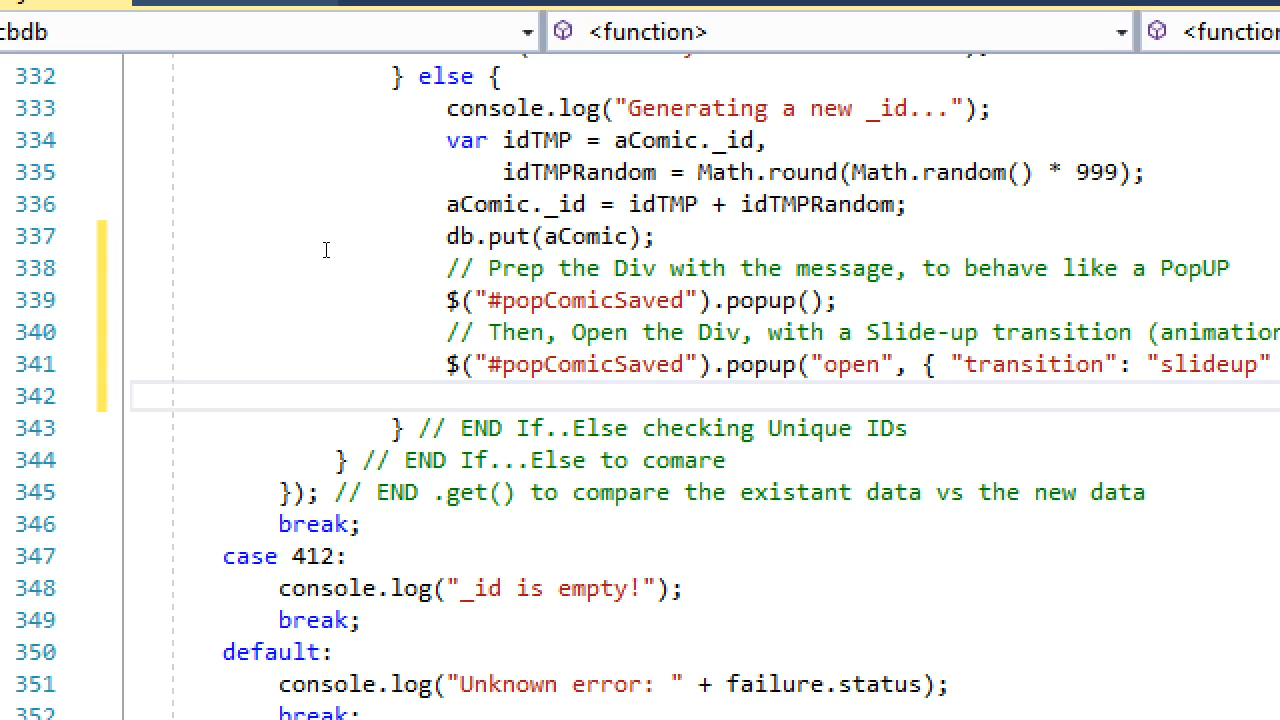 cbdb <function> <function
332 } else {
333 console.log("Generating a new _id...");
334 var idTMP = aComic._id,
335 idTMPRandom = Math.round(Math.random() * 999);
336 aComic._id = idTMP + idTMPRandom;
337 db.put(aComic);
338 // Prep the Div with the message, to behave like a PopUP
339 $("#popComicSaved").popup();
340 // Then, Open the Div, with a Slide-up transition (animation
341 $("#popComicSaved").popup("open", { "transition": "slideup"
342
343 } // END If..Else checking Unique IDs
344 } // END If...Else to comare
345 }); // END .get() to compare the existant data vs the new data
346 break;
347 case 412:
348 console.log("_id is empty!");
349 break;
350 default:
351 console.log("Unknown error: " + failure.status);
352 break;